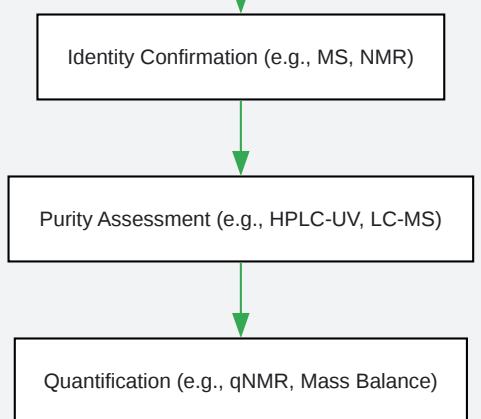 Identity Confirmation (e.g., MS, NMR)
Purity Assessment (e.g., HPLC-UV, LC-MS)
Quantification (e.g., qNMR, Mass Balance)